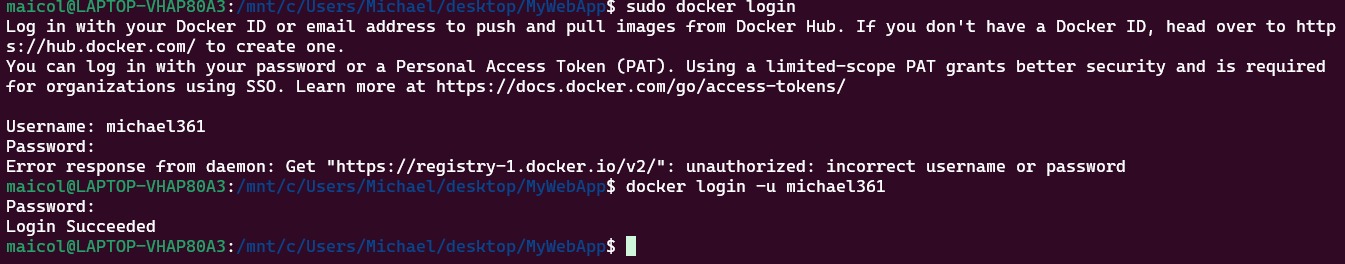 maicol@LAPTOP-VHAP80A3:/mnt/c/Users/Michael/desktop/MyWebApp$ sudo docker login
Log in with your Docker ID or email address to push and pull images from Docker Hub. If you don't have a Docker ID, head over to http
s://hub.docker.com/ to create one.
You can log in with your password or a Personal Access Token (PAT). Using a limited-scope PAT grants better security and is required
for organizations using SSO. Learn more at https://docs.docker.com/go/access-tokens/
Username: michael361
Password:
Error response from daemon: Get "https://registry-1.docker.io/v2/": unauthorized: incorrect username or password
maicol@LAPTOP-VHAP80A3:/mnt/c/Users/Michael/desktop/MyWebApp$ docker login -u michael361
Password:
Login Succeeded
maicol@LAPTOP-VHAP80A3:/mnt/c/Users/Michael/desktop/MyWebApp$